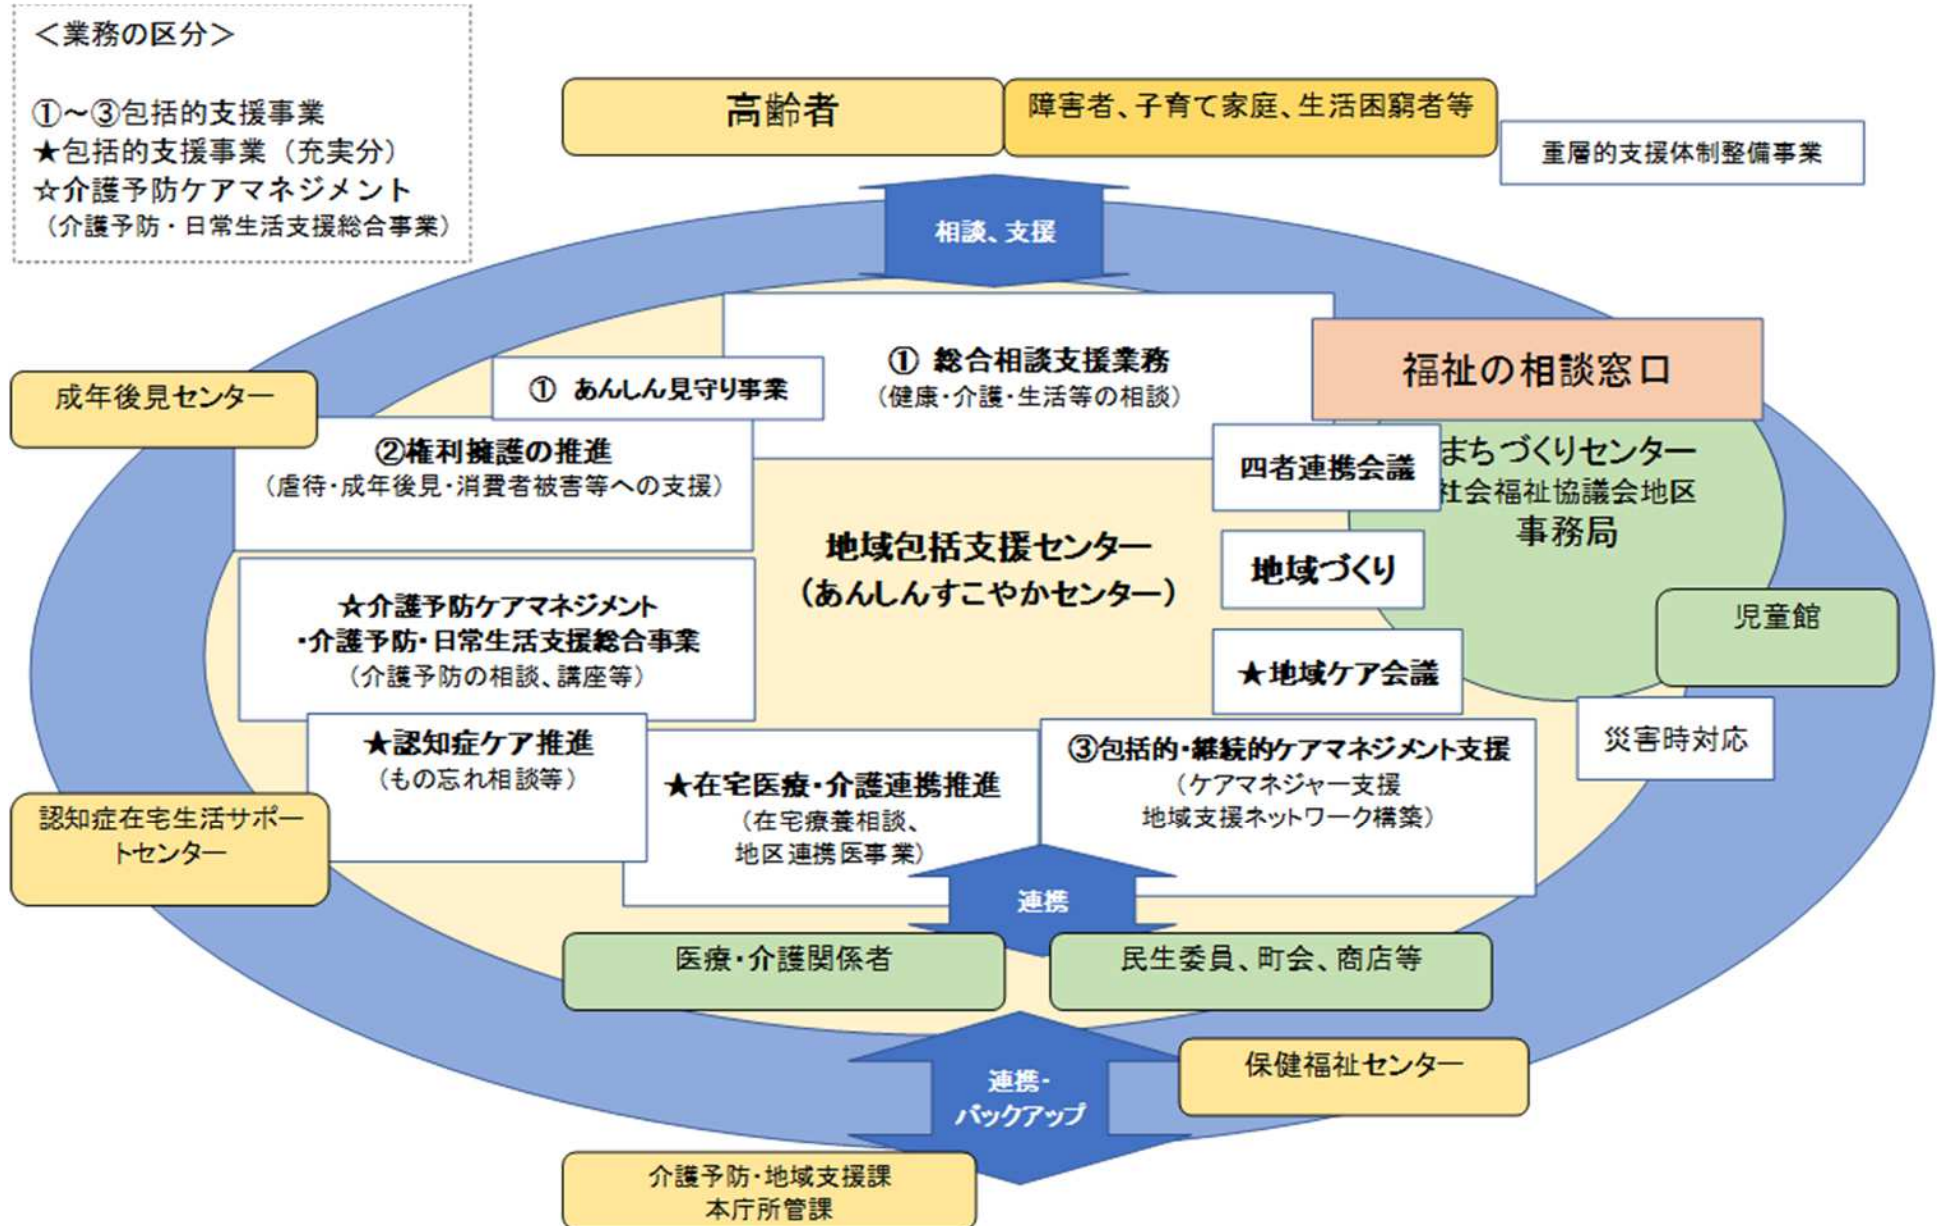 ＜業務の区分＞
①～③包括的支援事業
★包括的支援事業（充実分）
☆介護予防ケアマネジメント
（介護予防・日常生活支援総合事業）
高齢者
障害者、子育て家庭、生活困窮者等
重層的支援体制整備事業
相談、支援
① 総合相談支援業務
（健康・介護・生活等の相談）
福祉の相談窓口
① あんしん見守り事業
成年後見センター
②権利擁護の推進
（虐待・成年後見・消費者被害等への支援）
四者連携会議
まちづくりセンター
社会福祉協議会地区
事務局
地域包括支援センター
（あんしんすこやかセンター）
地域づくり
☆介護予防ケアマネジメント
・介護予防・日常生活支援総合事業
（介護予防の相談、講座等）
児童館
★地域ケア会議
★認知症ケア推進
（もの忘れ相談等）
★在宅医療・介護連携推進
（在宅療養相談、
地区連携医事業）
③包括的・継続的ケアマネジメント支援
（ケアマネジャー支援
地域支援ネットワーク構築）
災害時対応
認知症在宅生活サポー
トセンター
連携
医療・介護関係者
民生委員、町会、商店等
連携・
バックアップ
保健福祉センター
介護予防・地域支援課
本庁所管課